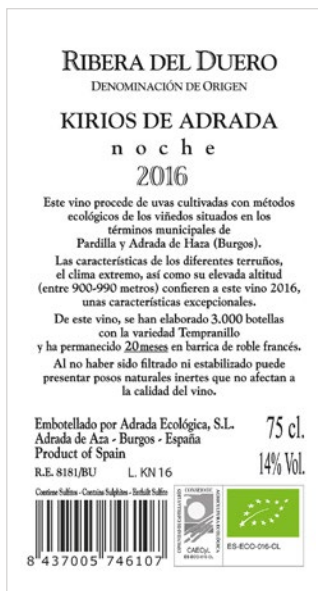 RIBERA DEL DUERO
DENOMINACIÓN DE ORIGEN
KIRIOS DE ADRADA
noche
2016
Este vino procede de uvas cultivadas con métodos
ecológicos de los viñedos situados en los
términos municipales de
Pardilla y Adrada de Haza (Burgos).
Las características de los diferentes terruños,
el clima extremo, así como su elevada altitud
(entre 900-990 metros) confieren a este vino 2016,
unas características excepcionales.
De este vino, se han elaborado 3.000 botellas
con la variedad Tempranillo
y ha permanecido 20 meses en barrica de roble francés.
Al no haber sido filtrado ni estabilizado puede
presentar posos naturales inertes que no afectan a
la calidad del vino.
Embotellado por Adrada Ecológica, S.L.
Adrada de Aza - Burgos - España
Product of Spain
R.E. 8181/BU L. KN 16
75 cl.
14% Vol.
Contiene Sulfitos - Contains Sulphites - Enthält Sulfite
8 437005 746107
CAECyL
ES-ECO-016-CL